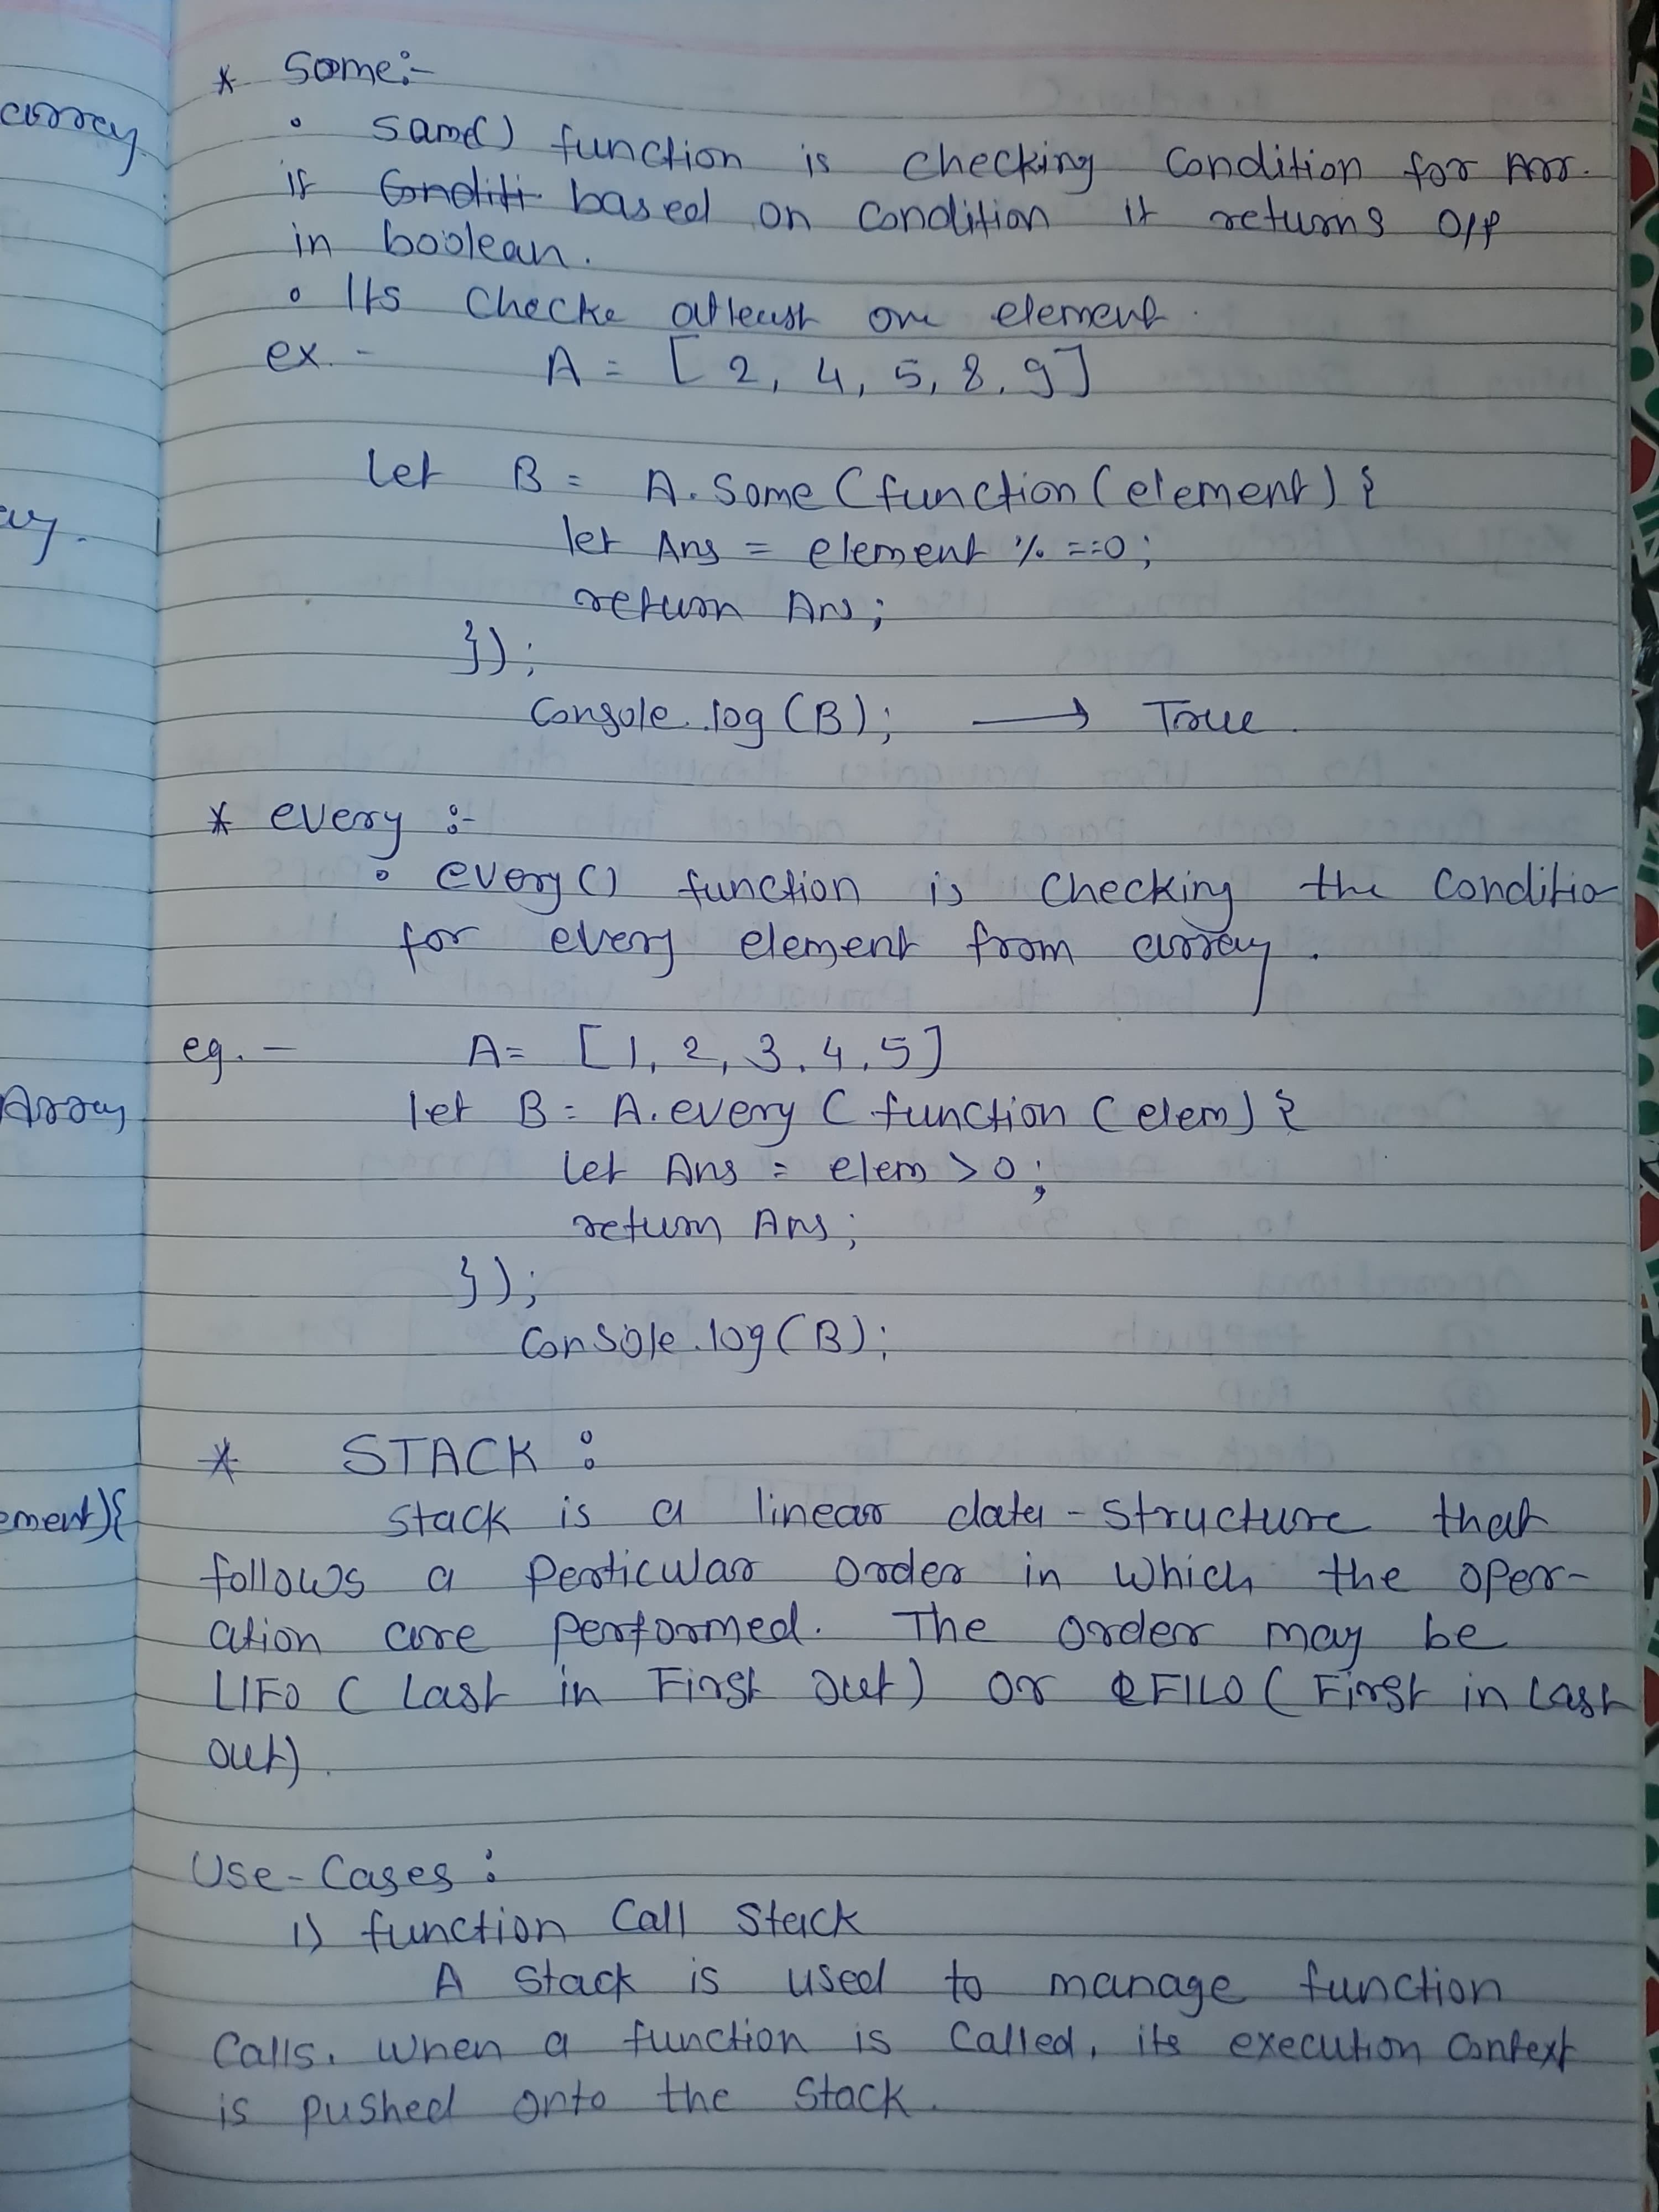 array
ay.
Array
ement){
* Some:-
• some() function is checking condition for Arr.
if Conditi based on condition it returns O/P
in boolean.
• Its Checke atleast one element.
ex. - A = [ 2, 4, 5, 8, 9 ]
let B = A. Some ( function ( element ) {
let Ans = element % ==0;
return Ans;
});
Console.log (B); → True.
* every :-
• every() function is checking the conditio
for every element from array.
eg. - A= [1, 2, 3, 4, 5]
let B = A. every ( function ( elem ) {
let Ans = elem > 0;
return Ans;
});
Console.log (B);
* STACK :
Stack is a linear data-structure that
follows a perticular order in which the oper-
ation are performed. The order may be
LIFO ( Last in First Out ) Or FILO ( First in Last
Out).
Use-Cases :
1) function Call Stack
A Stack is used to manage function
Calls. When a function is Called, its execution context
is pushed onto the Stack.